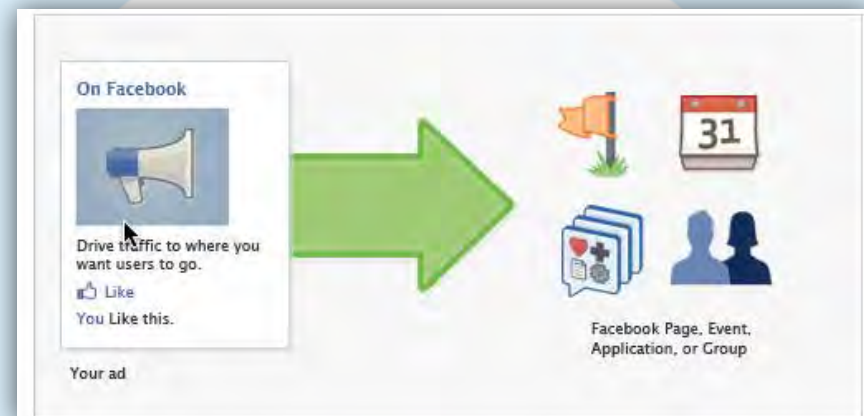 On Facebook
Drive traffic to where you
want users to go.
Like
You Like this.
Your ad
31
Facebook Page, Event,
Application, or Group